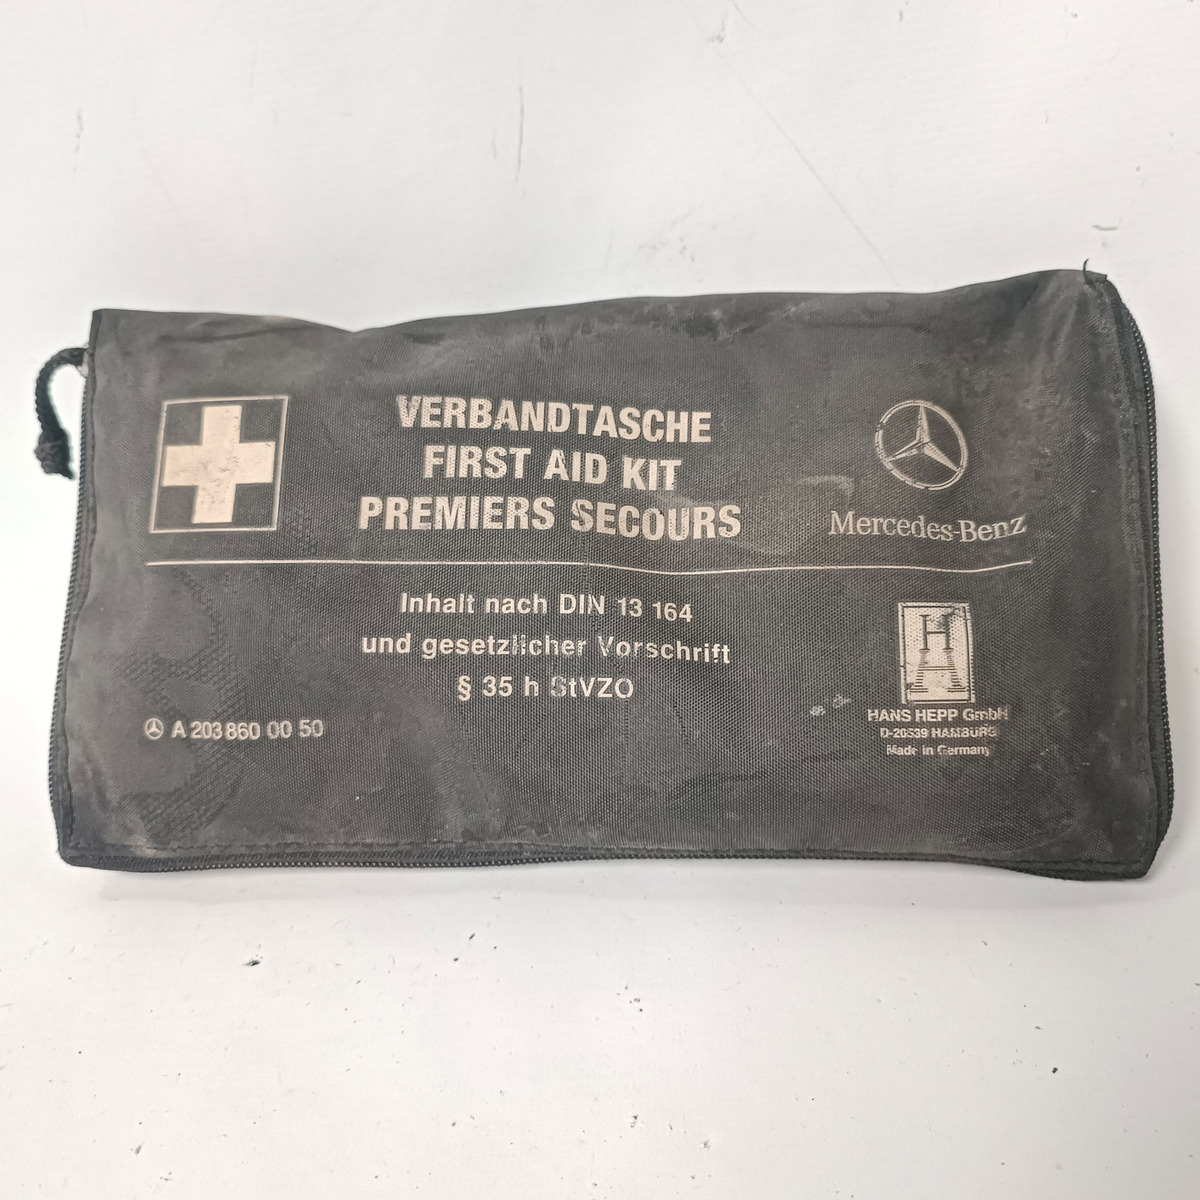 VERBANDTASCHE
FIRST AID KIT
PREMIERS SECOURS
Mercedes-Benz
Inhalt nach DIN 13 164
und gesetzlicher Vorschrift
§ 35 h StVZO
A 203 860 00 50
H
A
HANS HEPP GmbH
D-20539 HAMBURG
Made in Germany